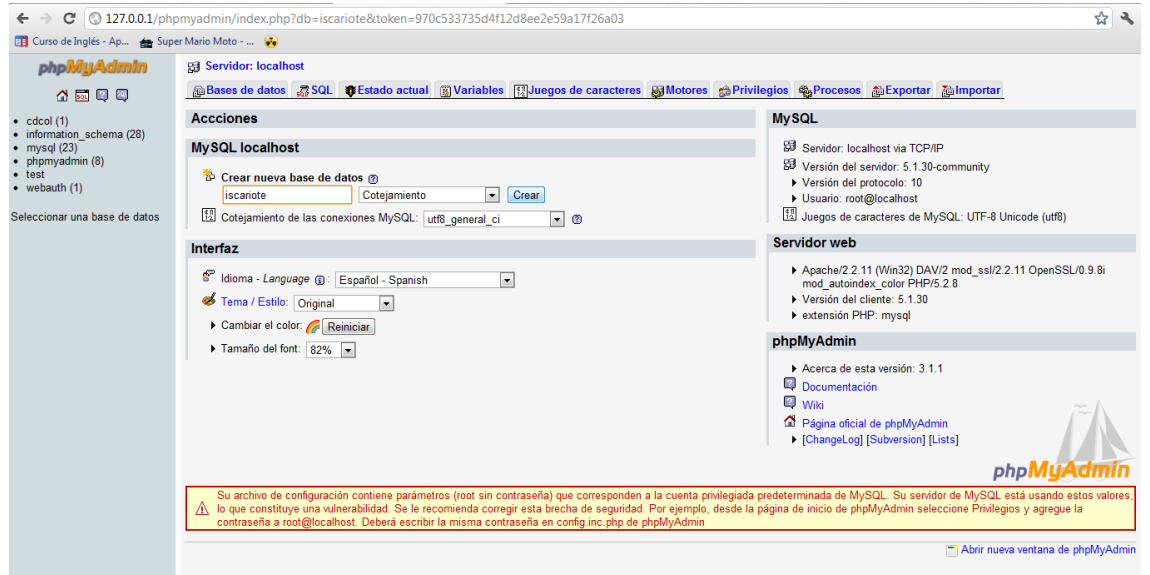 127.0.0.1/phpmyadmin/index.php?db=iscariote&token=970c533735d4f12d8ee2e59a17f26a03
Curso de Inglés - Ap... Super Mario Moto - ...
phpMyAdmin
SQL
cdcol (1)
information_schema (28)
mysql (23)
phpmyadmin (8)
test
webauth (1)
Seleccionar una base de datos
Servidor: localhost
Bases de datos SQL Estado actual Variables Juegos de caracteres Motores Privilegios Procesos Exportar Importar
Accciones
MySQL localhost
Crear nueva base de datos
iscariote Cotejamiento Crear
Cotejamiento de las conexiones MySQL: utf8_general_ci
Interfaz
Idioma - Language : Español - Spanish
Tema / Estilo: Original
Cambiar el color: Reiniciar
Tamaño del font: 82%
MySQL
Servidor: localhost via TCP/IP
Versión del servidor: 5.1.30-community
Versión del protocolo: 10
Usuario: root@localhost
Juegos de caracteres de MySQL: UTF-8 Unicode (utf8)
Servidor web
Apache/2.2.11 (Win32) DAV/2 mod_ssl/2.2.11 OpenSSL/0.9.8i
mod_autoindex_color PHP/5.2.8
Versión del cliente: 5.1.30
extensión PHP: mysql
phpMyAdmin
Acerca de esta versión: 3.1.1
Documentación
Wiki
Página oficial de phpMyAdmin
[ChangeLog] [Subversion] [Lists]
phpMyAdmin
Su archivo de configuración contiene parámetros (root sin contraseña) que corresponden a la cuenta privilegiada predeterminada de MySQL. Su servidor de MySQL está usando estos valores,
lo que constituye una vulnerabilidad. Se le recomienda corregir esta brecha de seguridad. Por ejemplo, desde la página de inicio de phpMyAdmin seleccione Privilegios y agregue la
contraseña a root@localhost. Deberá escribir la misma contraseña en config.inc.php de phpMyAdmin
Abrir nueva ventana de phpMyAdmin